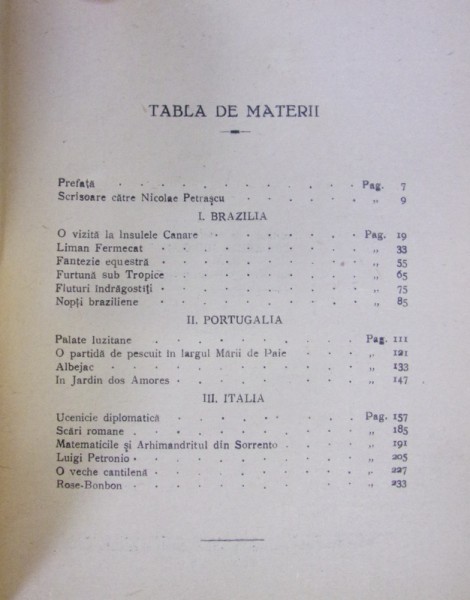 TABLA DE MATERII
Prefață . . . . . . . . . . . Pag. 7
Scrisoare către Nicolae Petrașcu . . . . . „ 9
I. BRAZILIA
O vizită la Insulele Canare . . . . . . Pag. 19
Liman Fermecat . . . . . . . . „ 33
Fantezie equestră . . . . . . . . „ 55
Furtună sub Tropice . . . . . . . „ 65
Fluturi îndrăgostiți . . . . . . . . „ 75
Nopți braziliene . . . . . . . . „ 85
II. PORTUGALIA
Palate luzitane . . . . . . . . . Pag. 111
O partidă de pescuit în largul Mării de Paie . . „ 121
Albejac . . . . . . . . . . „ 133
In Jardin dos Amores . . . . . . . „ 147
III. ITALIA
Ucenicie diplomatică . . . . . . . Pag. 157
Scări romane . . . . . . . . . „ 185
Matematicile și Arhimandritul din Sorrento . . . „ 191
Luigi Petronio . . . . . . . . . „ 205
O veche cantilenă . . . . . . . . „ 227
Rose-Bonbon . . . . . . . . . „ 233